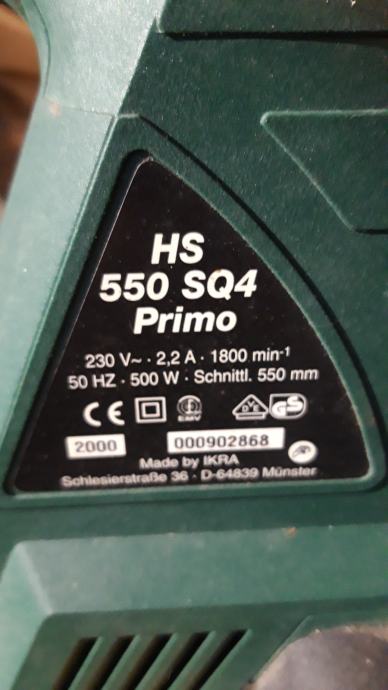 HS
550 SQ4
Primo
230 V~ · 2,2 A · 1800 min⁻¹
50 HZ · 500 W · Schnittl. 550 mm
CE EMV VDE GS
2000 000902868
Made by IKRA
Schlesierstraße 36 · D-64839 Münster